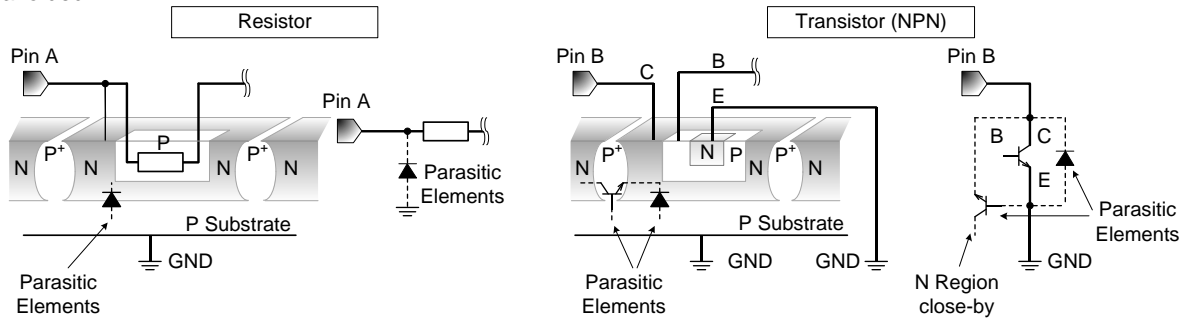 Resistor
Transistor (NPN)
Pin A
Pin A
P
N P+ N N P+ N
Parasitic
Elements
P Substrate
GND
Parasitic
Elements
Pin B
C
B
E
N P+ N N P P+ N
P Substrate
GND
GND
Parasitic
Elements
Pin B
B C
E
Parasitic
Elements
GND
N Region
close-by